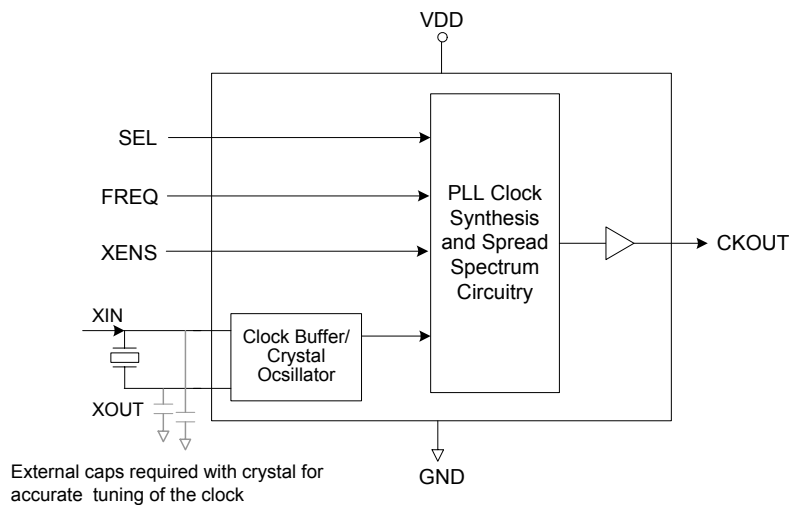 VDD
SEL
FREQ
XENS
PLL Clock
Synthesis
and Spread
Spectrum
Circuitry
CKOUT
XIN
Clock Buffer/
Crystal
Ocsillator
XOUT
GND
External caps required with crystal for
accurate tuning of the clock